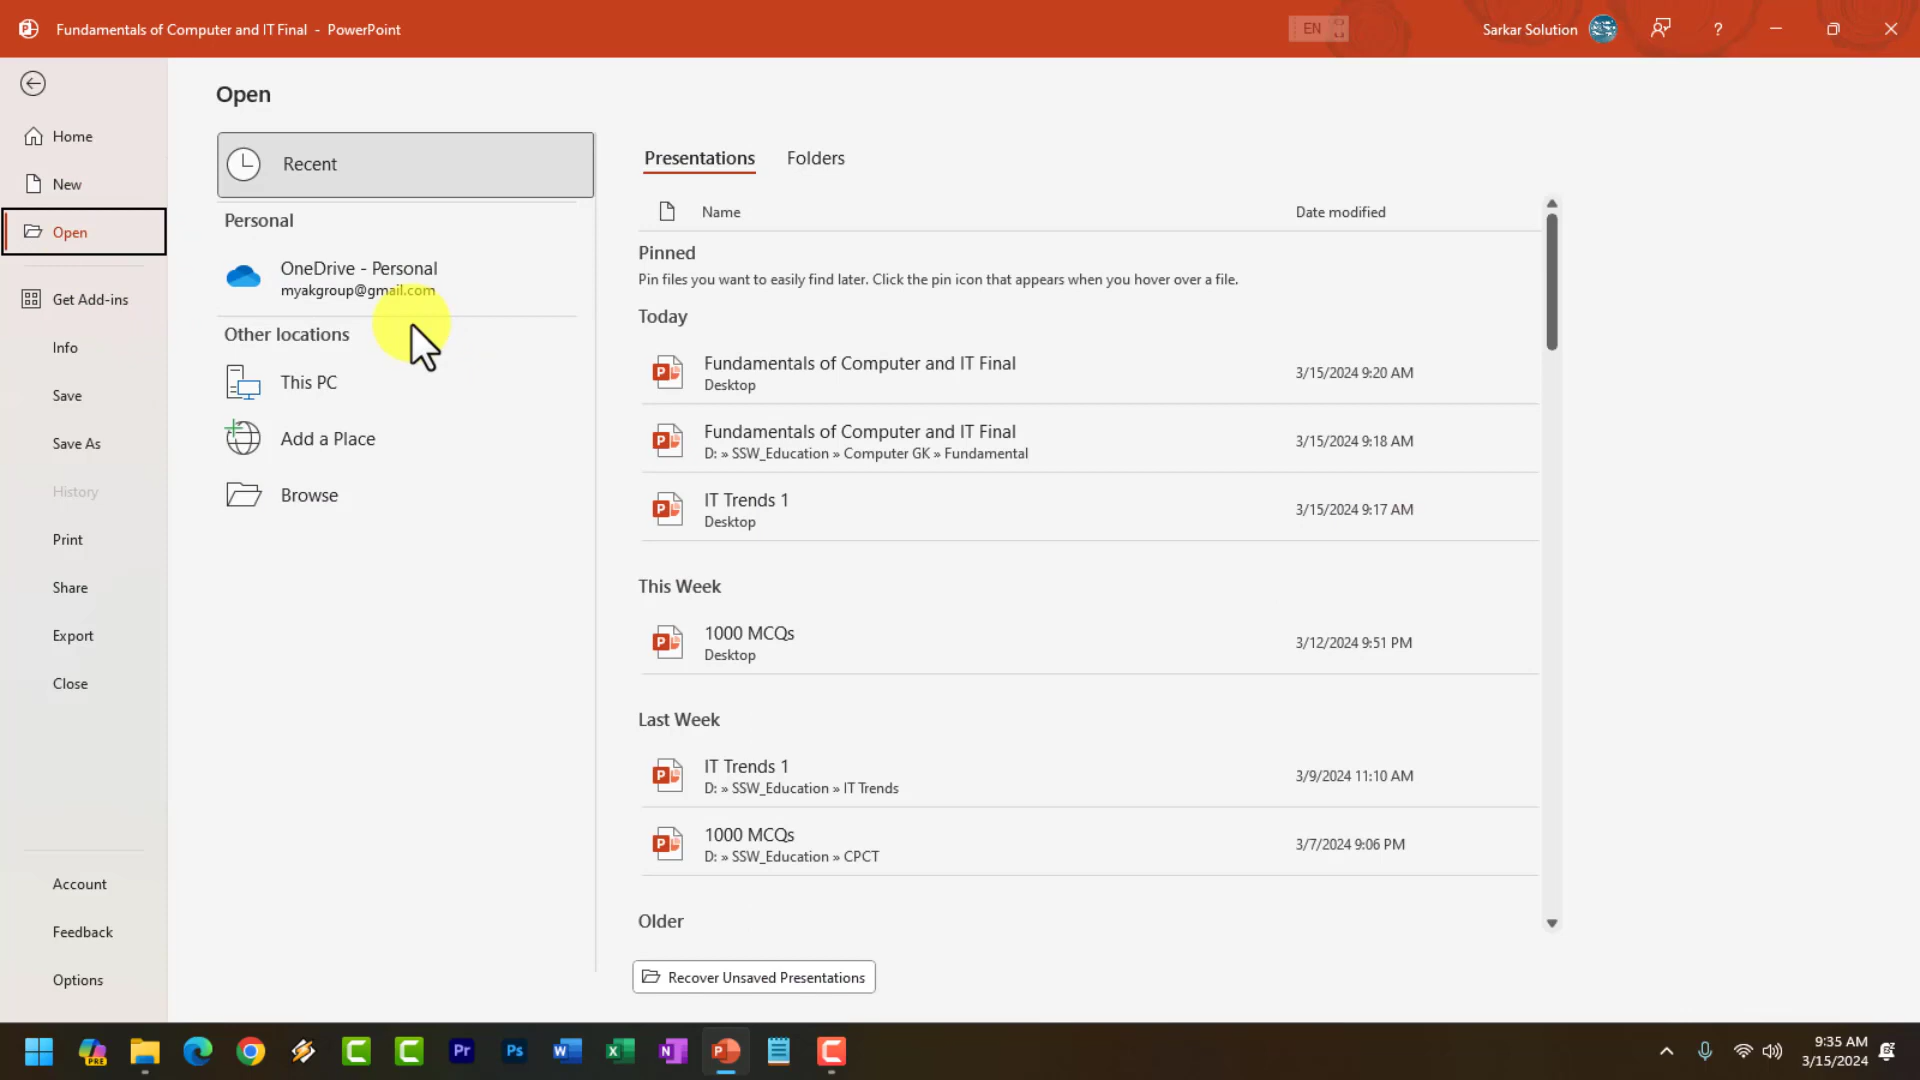 Fundamentals of Computer and IT Final - PowerPoint
EN
Sarkar Solution
?
Home
New
Open
Get Add-ins
Info
Save
Save As
History
Print
Share
Export
Close
Account
Feedback
Options
Open
Recent
Personal
OneDrive - Personal
myakgroup@gmail.com
Other locations
This PC
Add a Place
Browse
Presentations Folders
Name Date modified
Pinned
Pin files you want to easily find later. Click the pin icon that appears when you hover over a file.
Today
Fundamentals of Computer and IT Final
Desktop
3/15/2024 9:20 AM
Fundamentals of Computer and IT Final
D: » SSW_Education » Computer GK » Fundamental
3/15/2024 9:18 AM
IT Trends 1
Desktop
3/15/2024 9:17 AM
This Week
1000 MCQs
Desktop
3/12/2024 9:51 PM
Last Week
IT Trends 1
D: » SSW_Education » IT Trends
3/9/2024 11:10 AM
1000 MCQs
D: » SSW_Education » CPCT
3/7/2024 9:06 PM
Older
Recover Unsaved Presentations
9:35 AM
3/15/2024